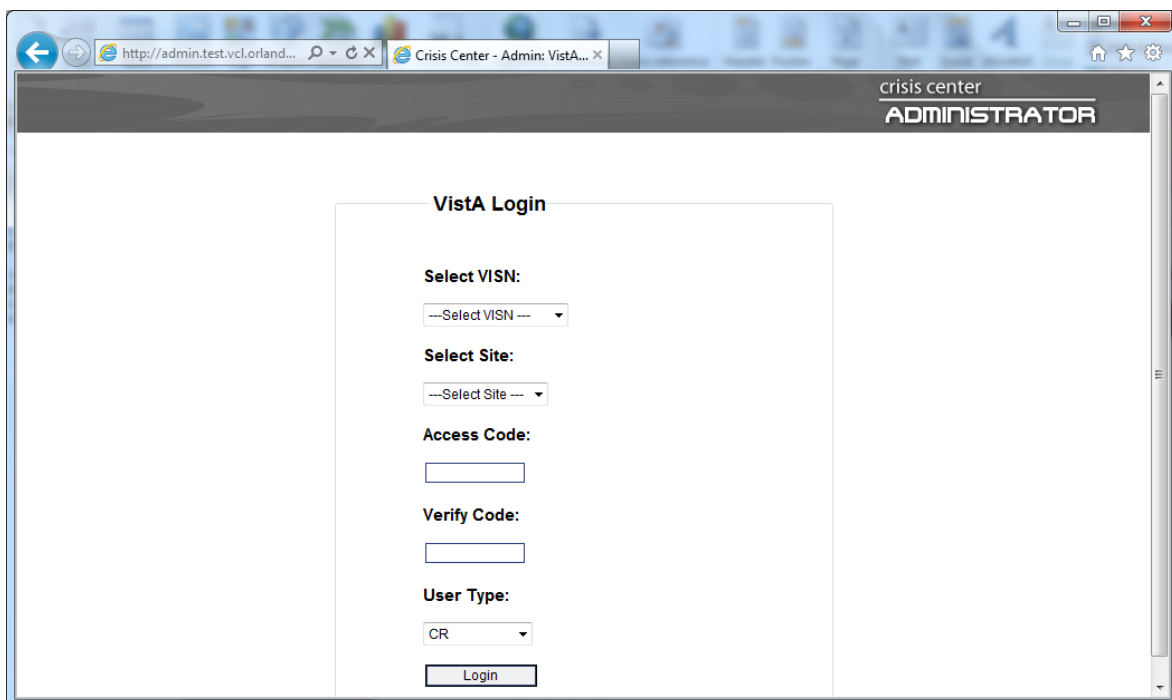 http://admin.test.vcl.orland...
Crisis Center - Admin: VistA...
crisis center
ADMINISTRATOR
VistA Login
Select VISN:
---Select VISN ---
Select Site:
---Select Site ---
Access Code:
Verify Code:
User Type:
CR
Login